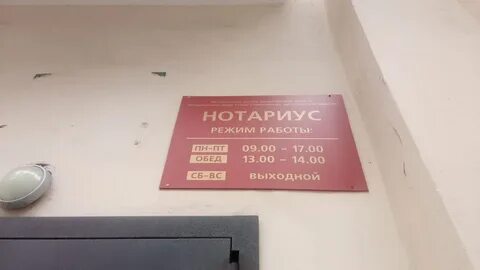 НОТАРИУС
РЕЖИМ РАБОТЫ:
ПН-ПТ 09.00 - 17.00
ОБЕД 13.00 - 14.00
СБ-ВС ВЫХОДНОЙ